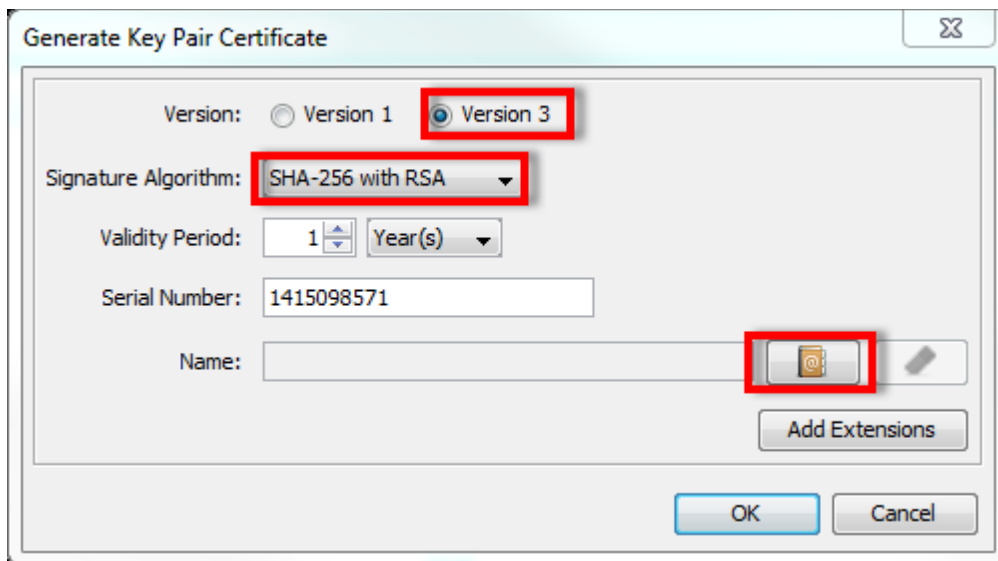 Generate Key Pair Certificate
Version: Version 1 Version 3
Signature Algorithm: SHA-256 with RSA
Validity Period: 1 Year(s)
Serial Number: 1415098571
Name: @
Add Extensions
OK Cancel